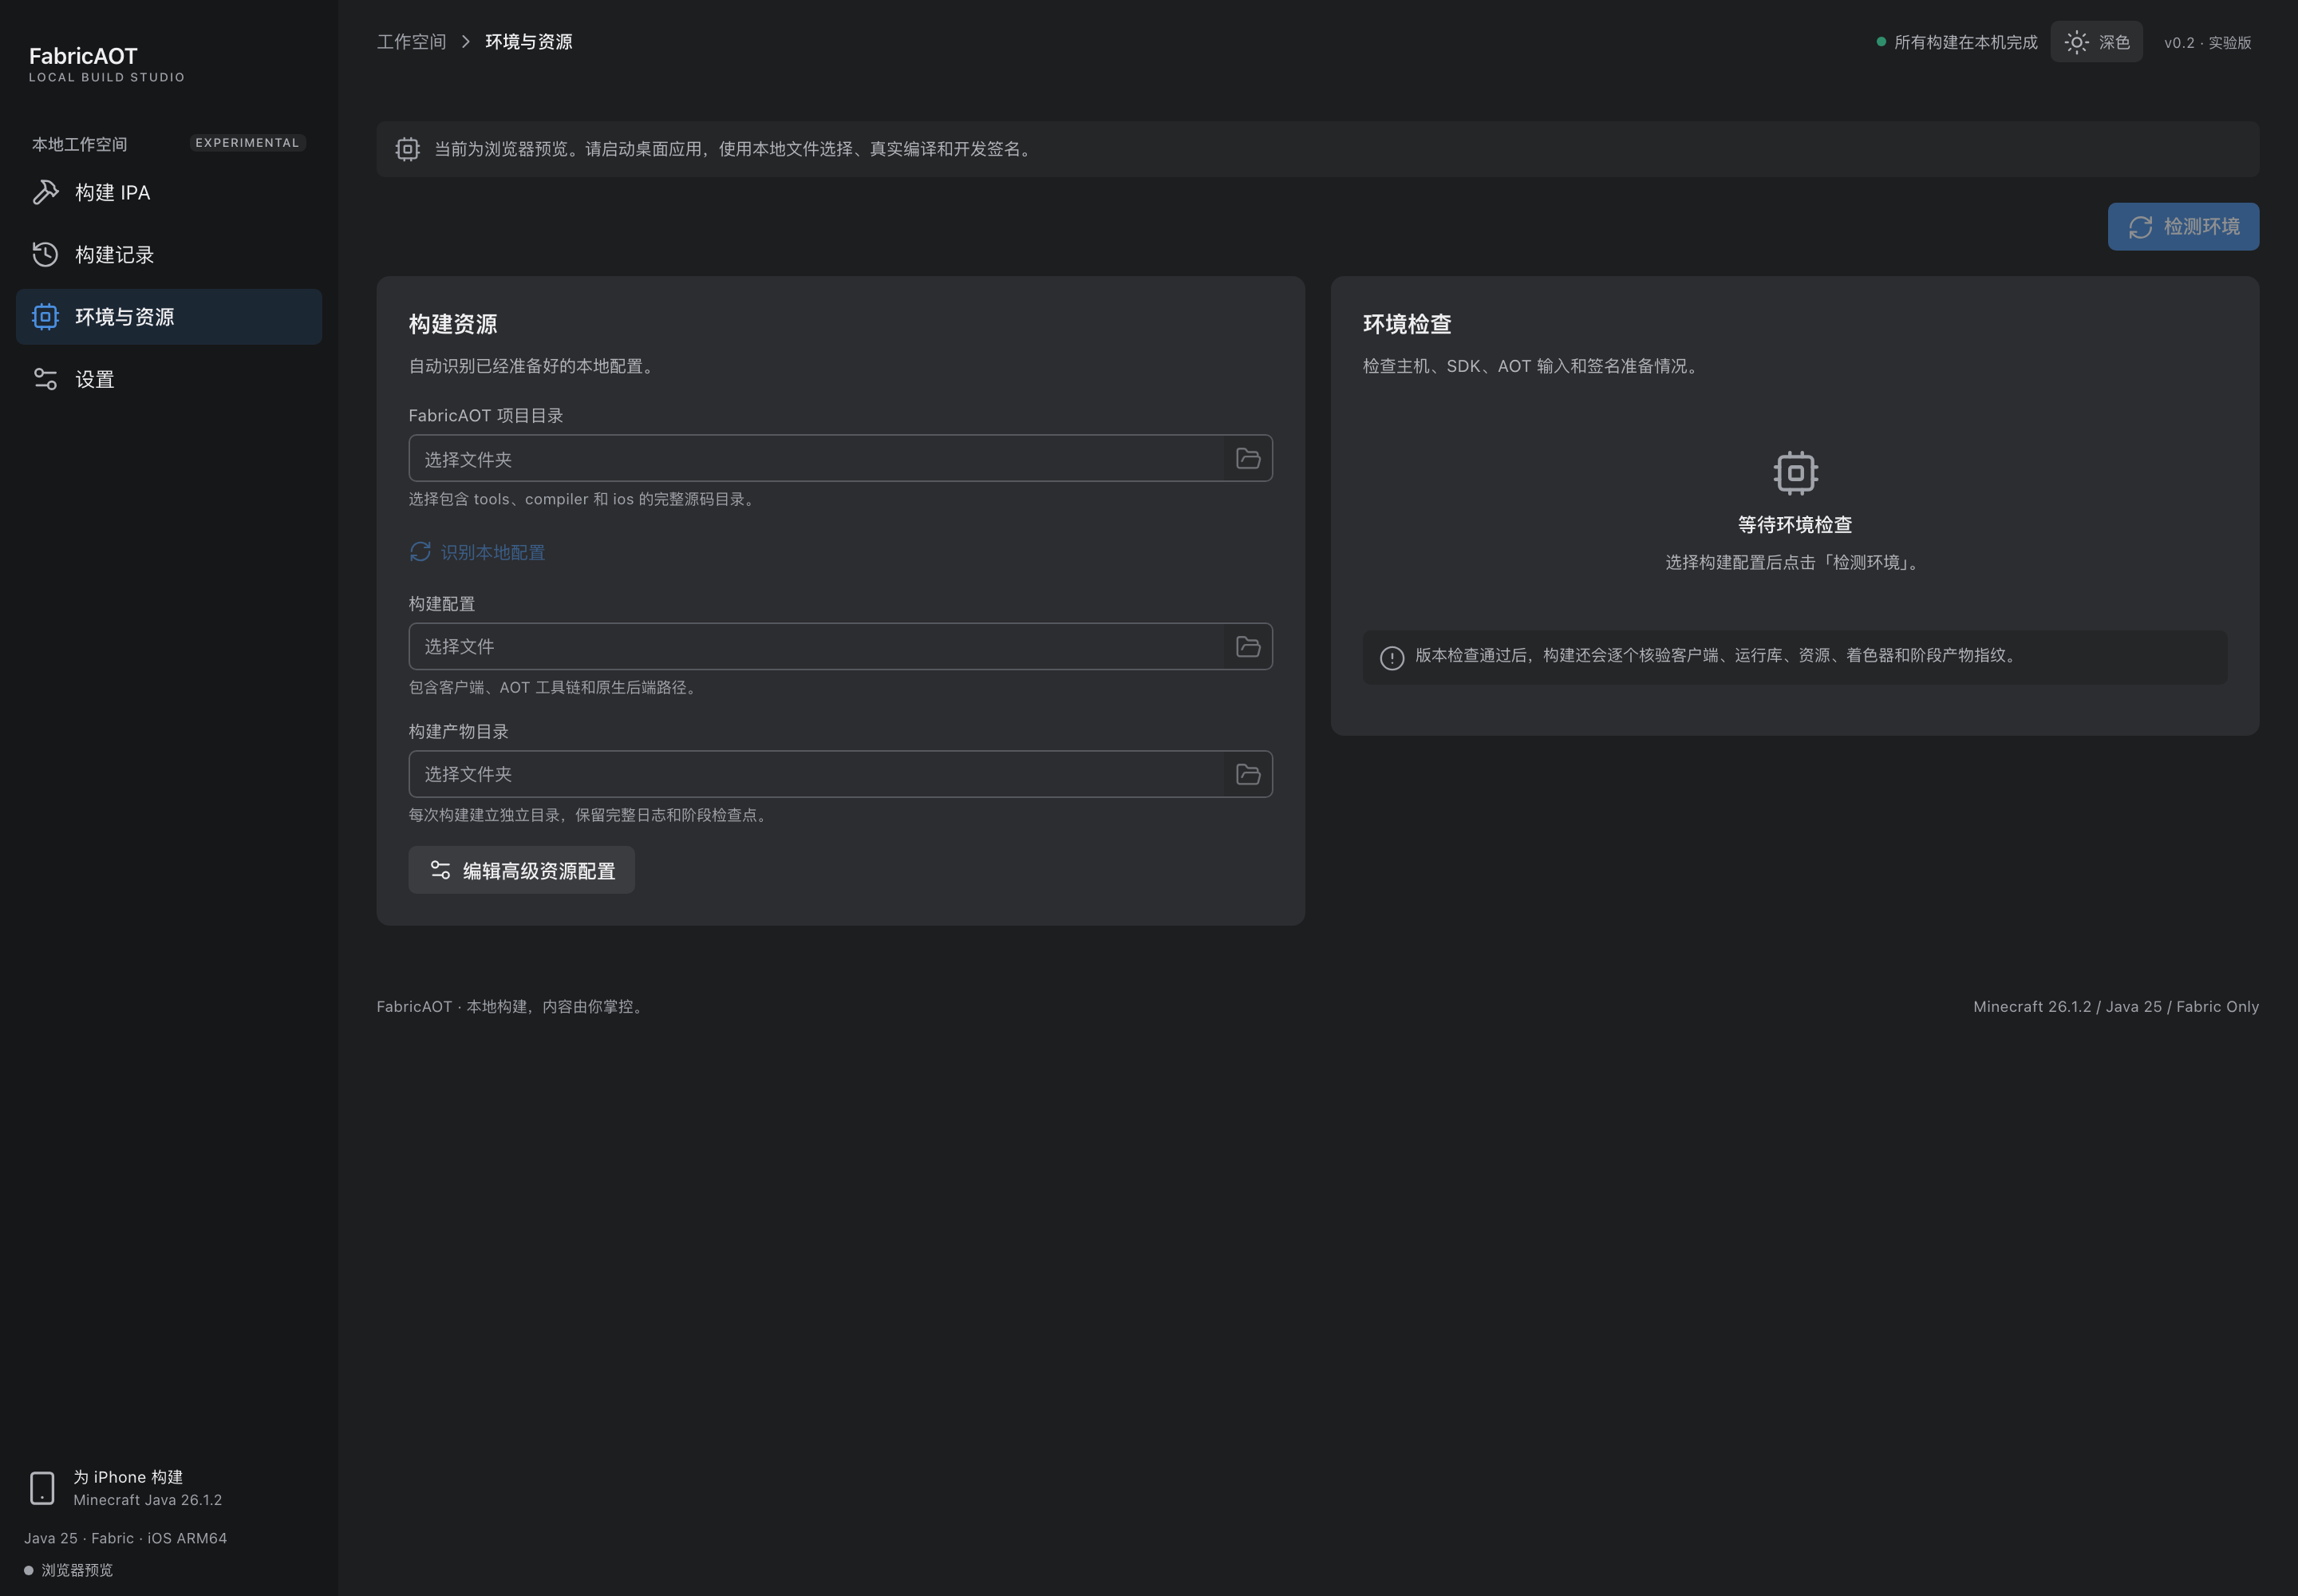 FabricAOT
LOCAL BUILD STUDIO
本地工作空间
EXPERIMENTAL
构建 IPA
构建记录
环境与资源
设置
为 iPhone 构建
Minecraft Java 26.1.2
Java 25 · Fabric · iOS ARM64
浏览器预览
工作空间
环境与资源
所有构建在本机完成
深色
v0.2 · 实验版
当前为浏览器预览。请启动桌面应用，使用本地文件选择、真实编译和开发签名。
检测环境
构建资源
自动识别已经准备好的本地配置。
FabricAOT 项目目录
选择文件夹
选择包含 tools、compiler 和 ios 的完整源码目录。
识别本地配置
构建配置
选择文件
包含客户端、AOT 工具链和原生后端路径。
构建产物目录
选择文件夹
每次构建建立独立目录，保留完整日志和阶段检查点。
编辑高级资源配置
环境检查
检查主机、SDK、AOT 输入和签名准备情况。
等待环境检查
选择构建配置后点击「检测环境」。
版本检查通过后，构建还会逐个核验客户端、运行库、资源、着色器和阶段产物指纹。
FabricAOT · 本地构建，内容由你掌控。
Minecraft 26.1.2 / Java 25 / Fabric Only